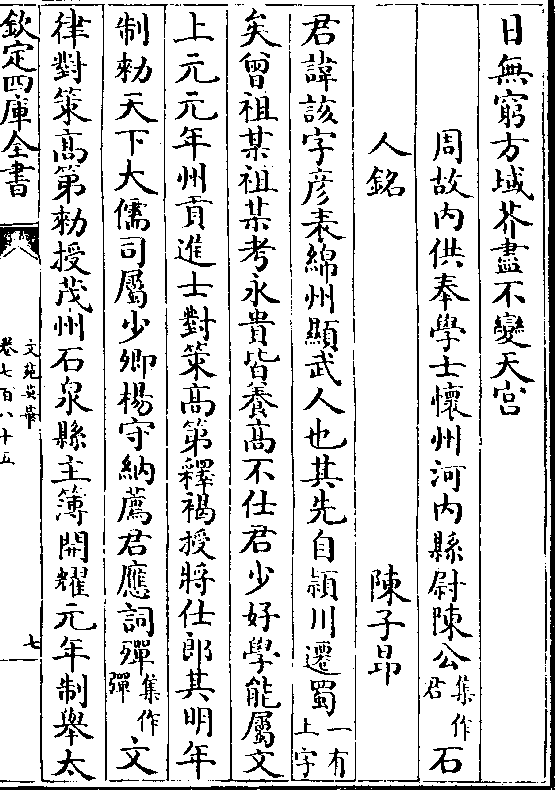 日無窮方城芥盡不變天宫
周故内供奉學士懷州河内縣尉陳公集作君石
人銘 陳子昂
君諱該字彦表綿州顯武人也其先自潁川遷蜀一有上字
矣曾祖某祖某考永貴皆養髙不仕君少好學能屬文
上元元年州貢進士對策髙第釋褐授將仕郎其明年
制勅天下大儒司屬少卿楊守納薦君應詞殫集作彈文
律對策髙第勅授茂州石泉縣主簿開耀元年制舉太
欽定四庫全書
文苑英華
卷七百八十五
七